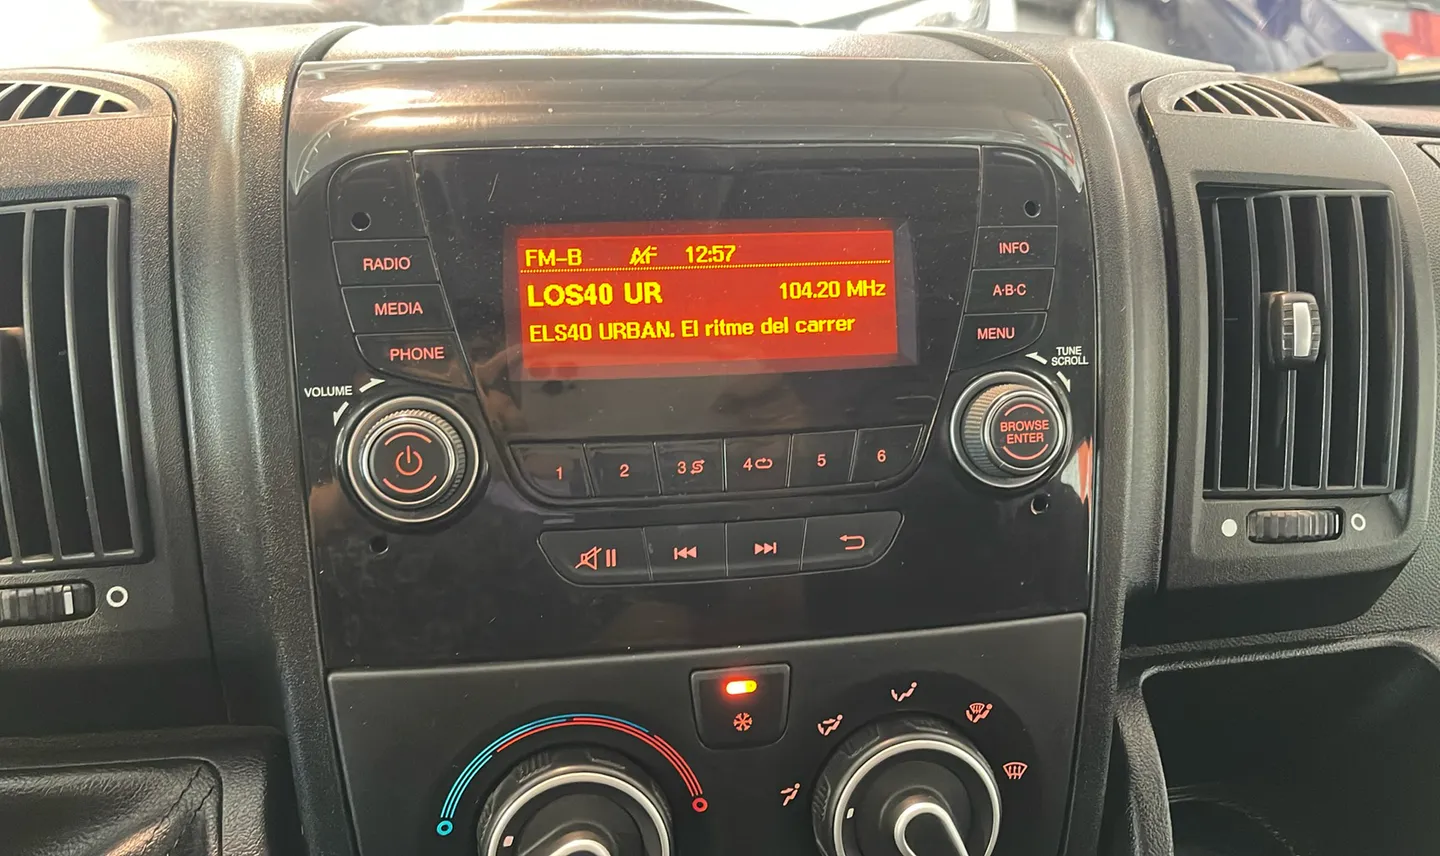 FM-B AF 12:57
LOS40 UR 104.20 MHz
ELS40 URBAN. El ritme del carrer
RADIO
MEDIA
PHONE
VOLUME
INFO
A·B·C
MENU
TUNE
SCROLL
BROWSE
ENTER
1 2 3 4 5 6